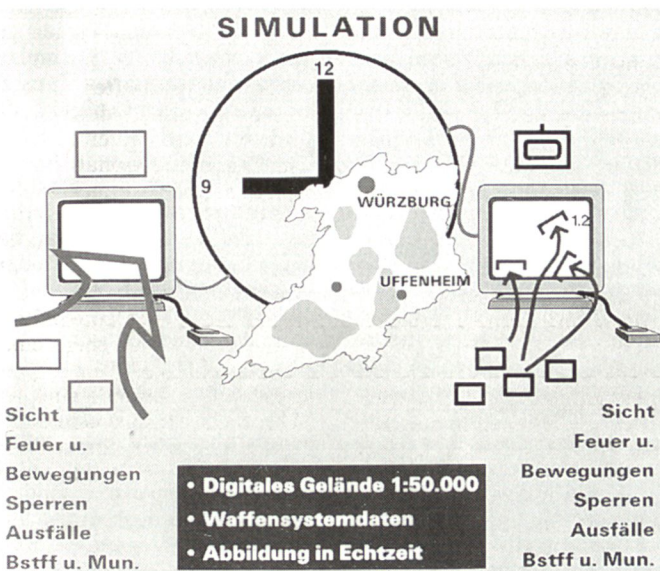 SIMULATION
12
9
WÜRZBURG
UFFENHEIM
1.2
Sicht
Feuer u.
Bewegungen
Sperren
Ausfälle
Bstff u. Mun.
• Digitales Gelände 1:50.000
• Waffensystemdaten
• Abbildung in Echtzeit
Sicht
Feuer u.
Bewegungen
Sperren
Ausfälle
Bstff u. Mun.